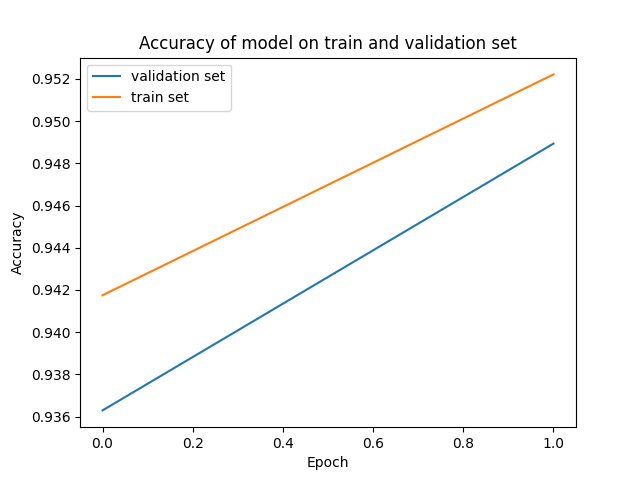 Accuracy of model on train and validation set
validation set
train set
0.952
0.950
0.948
0.946
0.944
0.942
0.940
0.938
0.936
Accuracy
0.0 0.2 0.4 0.6 0.8 1.0
Epoch